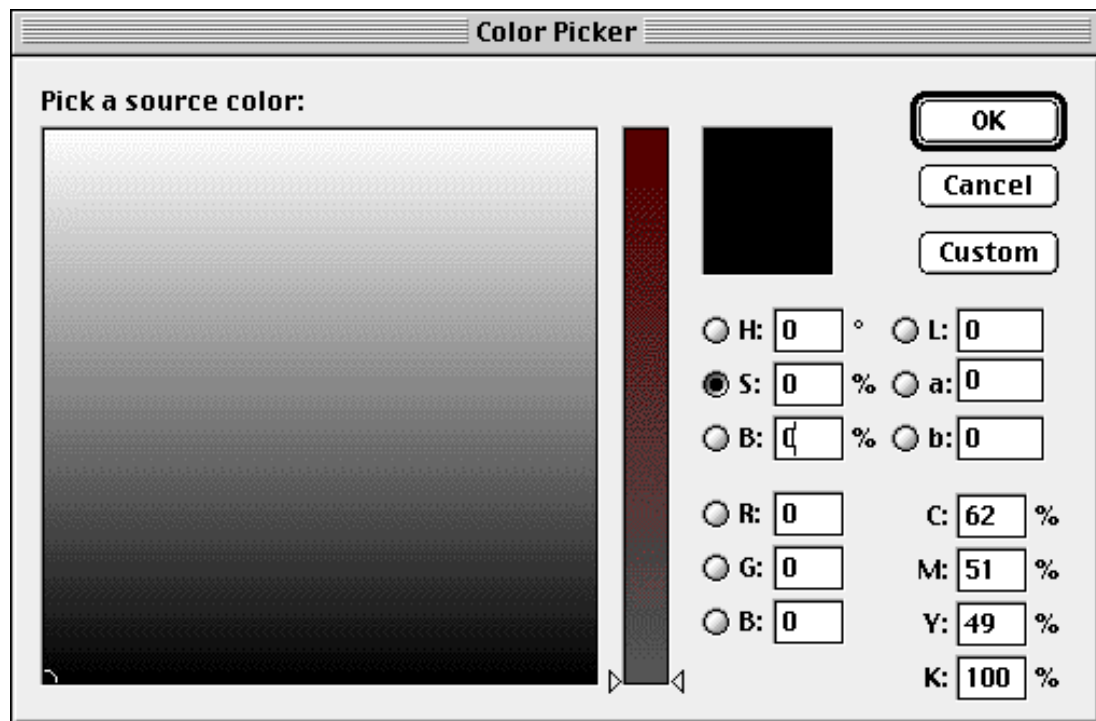 Color Picker
Pick a source color:
OK
Cancel
Custom
H: 0 °
S: 0 %
B: 0 %
L: 0
a: 0
b: 0
R: 0
G: 0
B: 0
C: 62 %
M: 51 %
Y: 49 %
K: 100 %